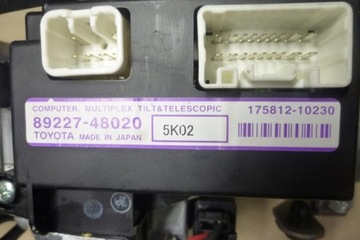 COMPUTER, MULTIPLEX TILT&TELESCOPIC 175812-10230
89227-48020
5K02
TOYOTA MADE IN JAPAN